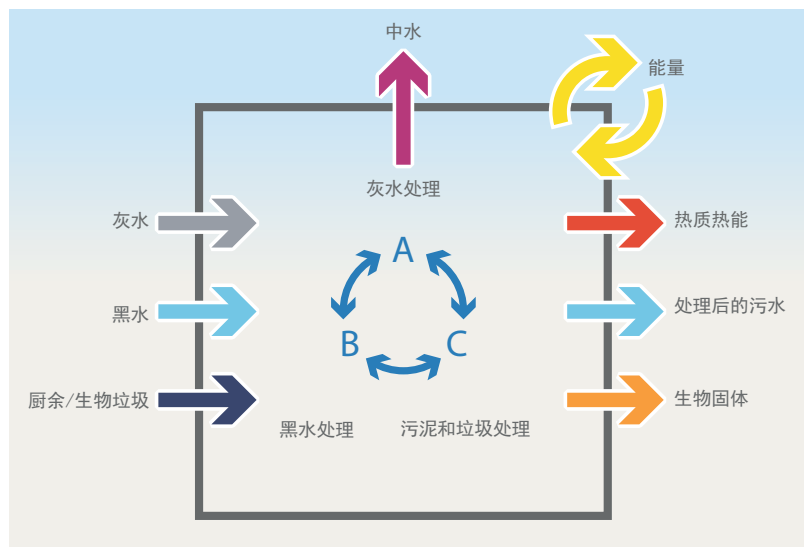 中水
能量
灰水处理
灰水
热质热能
A
黑水
处理后的污水
B
C
厨余/生物垃圾
生物固体
黑水处理
污泥和垃圾处理